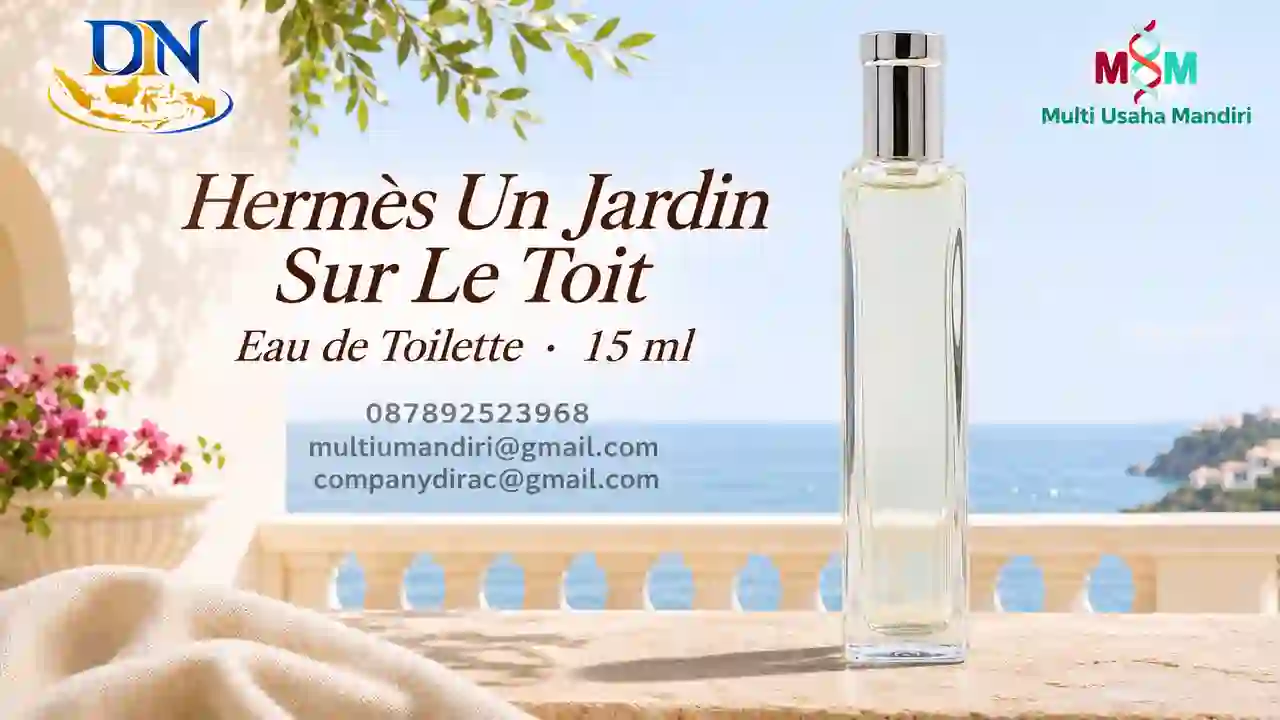 DN
MSM
Multi Usaha Mandiri
Hermès Un Jardin
Sur Le Toit
Eau de Toilette · 15 ml
087892523968
multiumandiri@gmail.com
companydirac@gmail.com